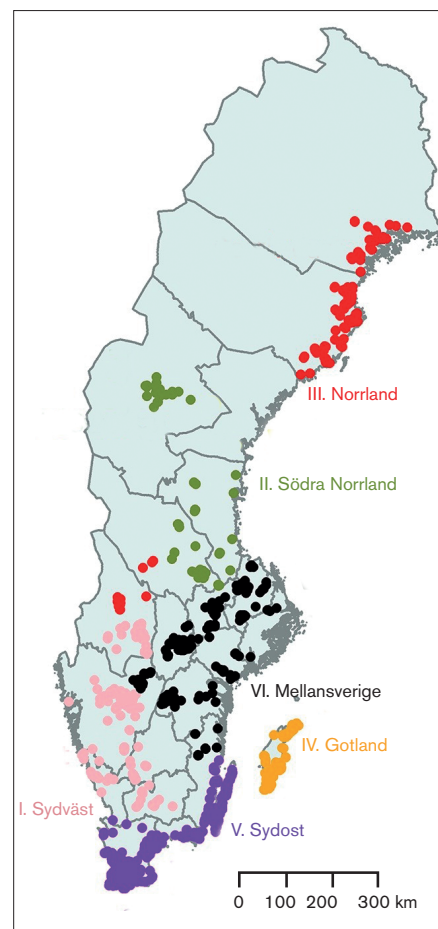 III. Norrland
II. Södra Norrland
VI. Mellansverige
IV. Gotland
I. Sydväst
V. Sydost
0 100 200 300 km